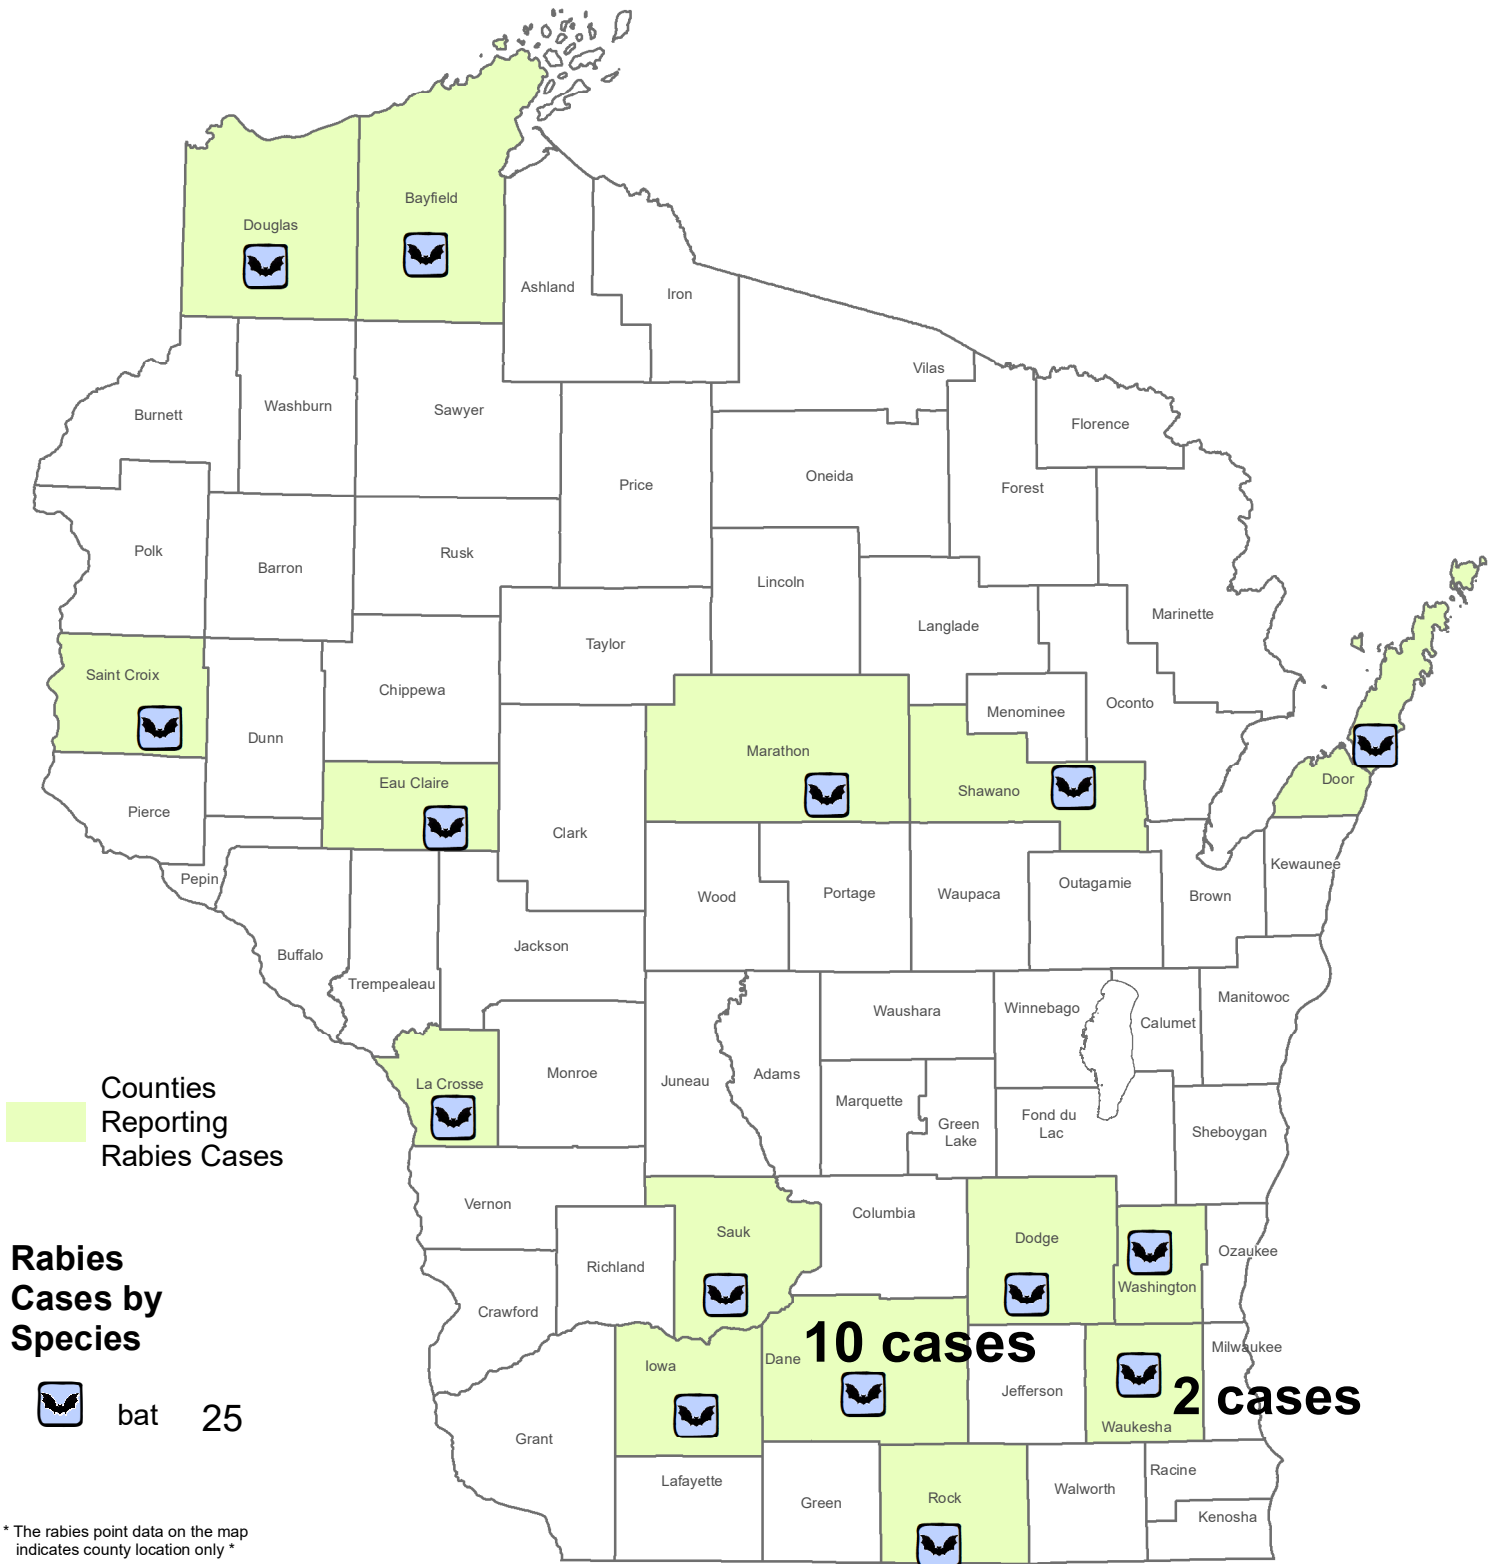 Bayfield
Douglas
Ashland
Iron
Vilas
Burnett
Washburn
Sawyer
Florence
Price
Oneida
Forest
Polk
Barron
Rusk
Lincoln
Marinette
Langlade
Taylor
Saint Croix
Chippewa
Menominee
Oconto
Dunn
Marathon
Door
Eau Claire
Shawano
Pierce
Clark
Kewaunee
Pepin
Wood
Portage
Waupaca
Outagamie
Brown
Buffalo
Jackson
Trempealeau
Manitowoc
Waushara
Winnebago
Calumet
La Crosse
Monroe
Juneau
Adams
Marquette
Green
Lake
Fond du
Lac
Sheboygan
Counties
Reporting
Rabies Cases
Vernon
Sauk
Columbia
Dodge
Ozaukee
Washington
Richland
Crawford
Rabies
Cases by
Species
bat 25
Iowa
Dane
10 cases
Milwaukee
Jefferson
2 cases
Waukesha
Grant
Lafayette
Green
Rock
Walworth
Racine
Kenosha
* The rabies point data on the map
indicates county location only *